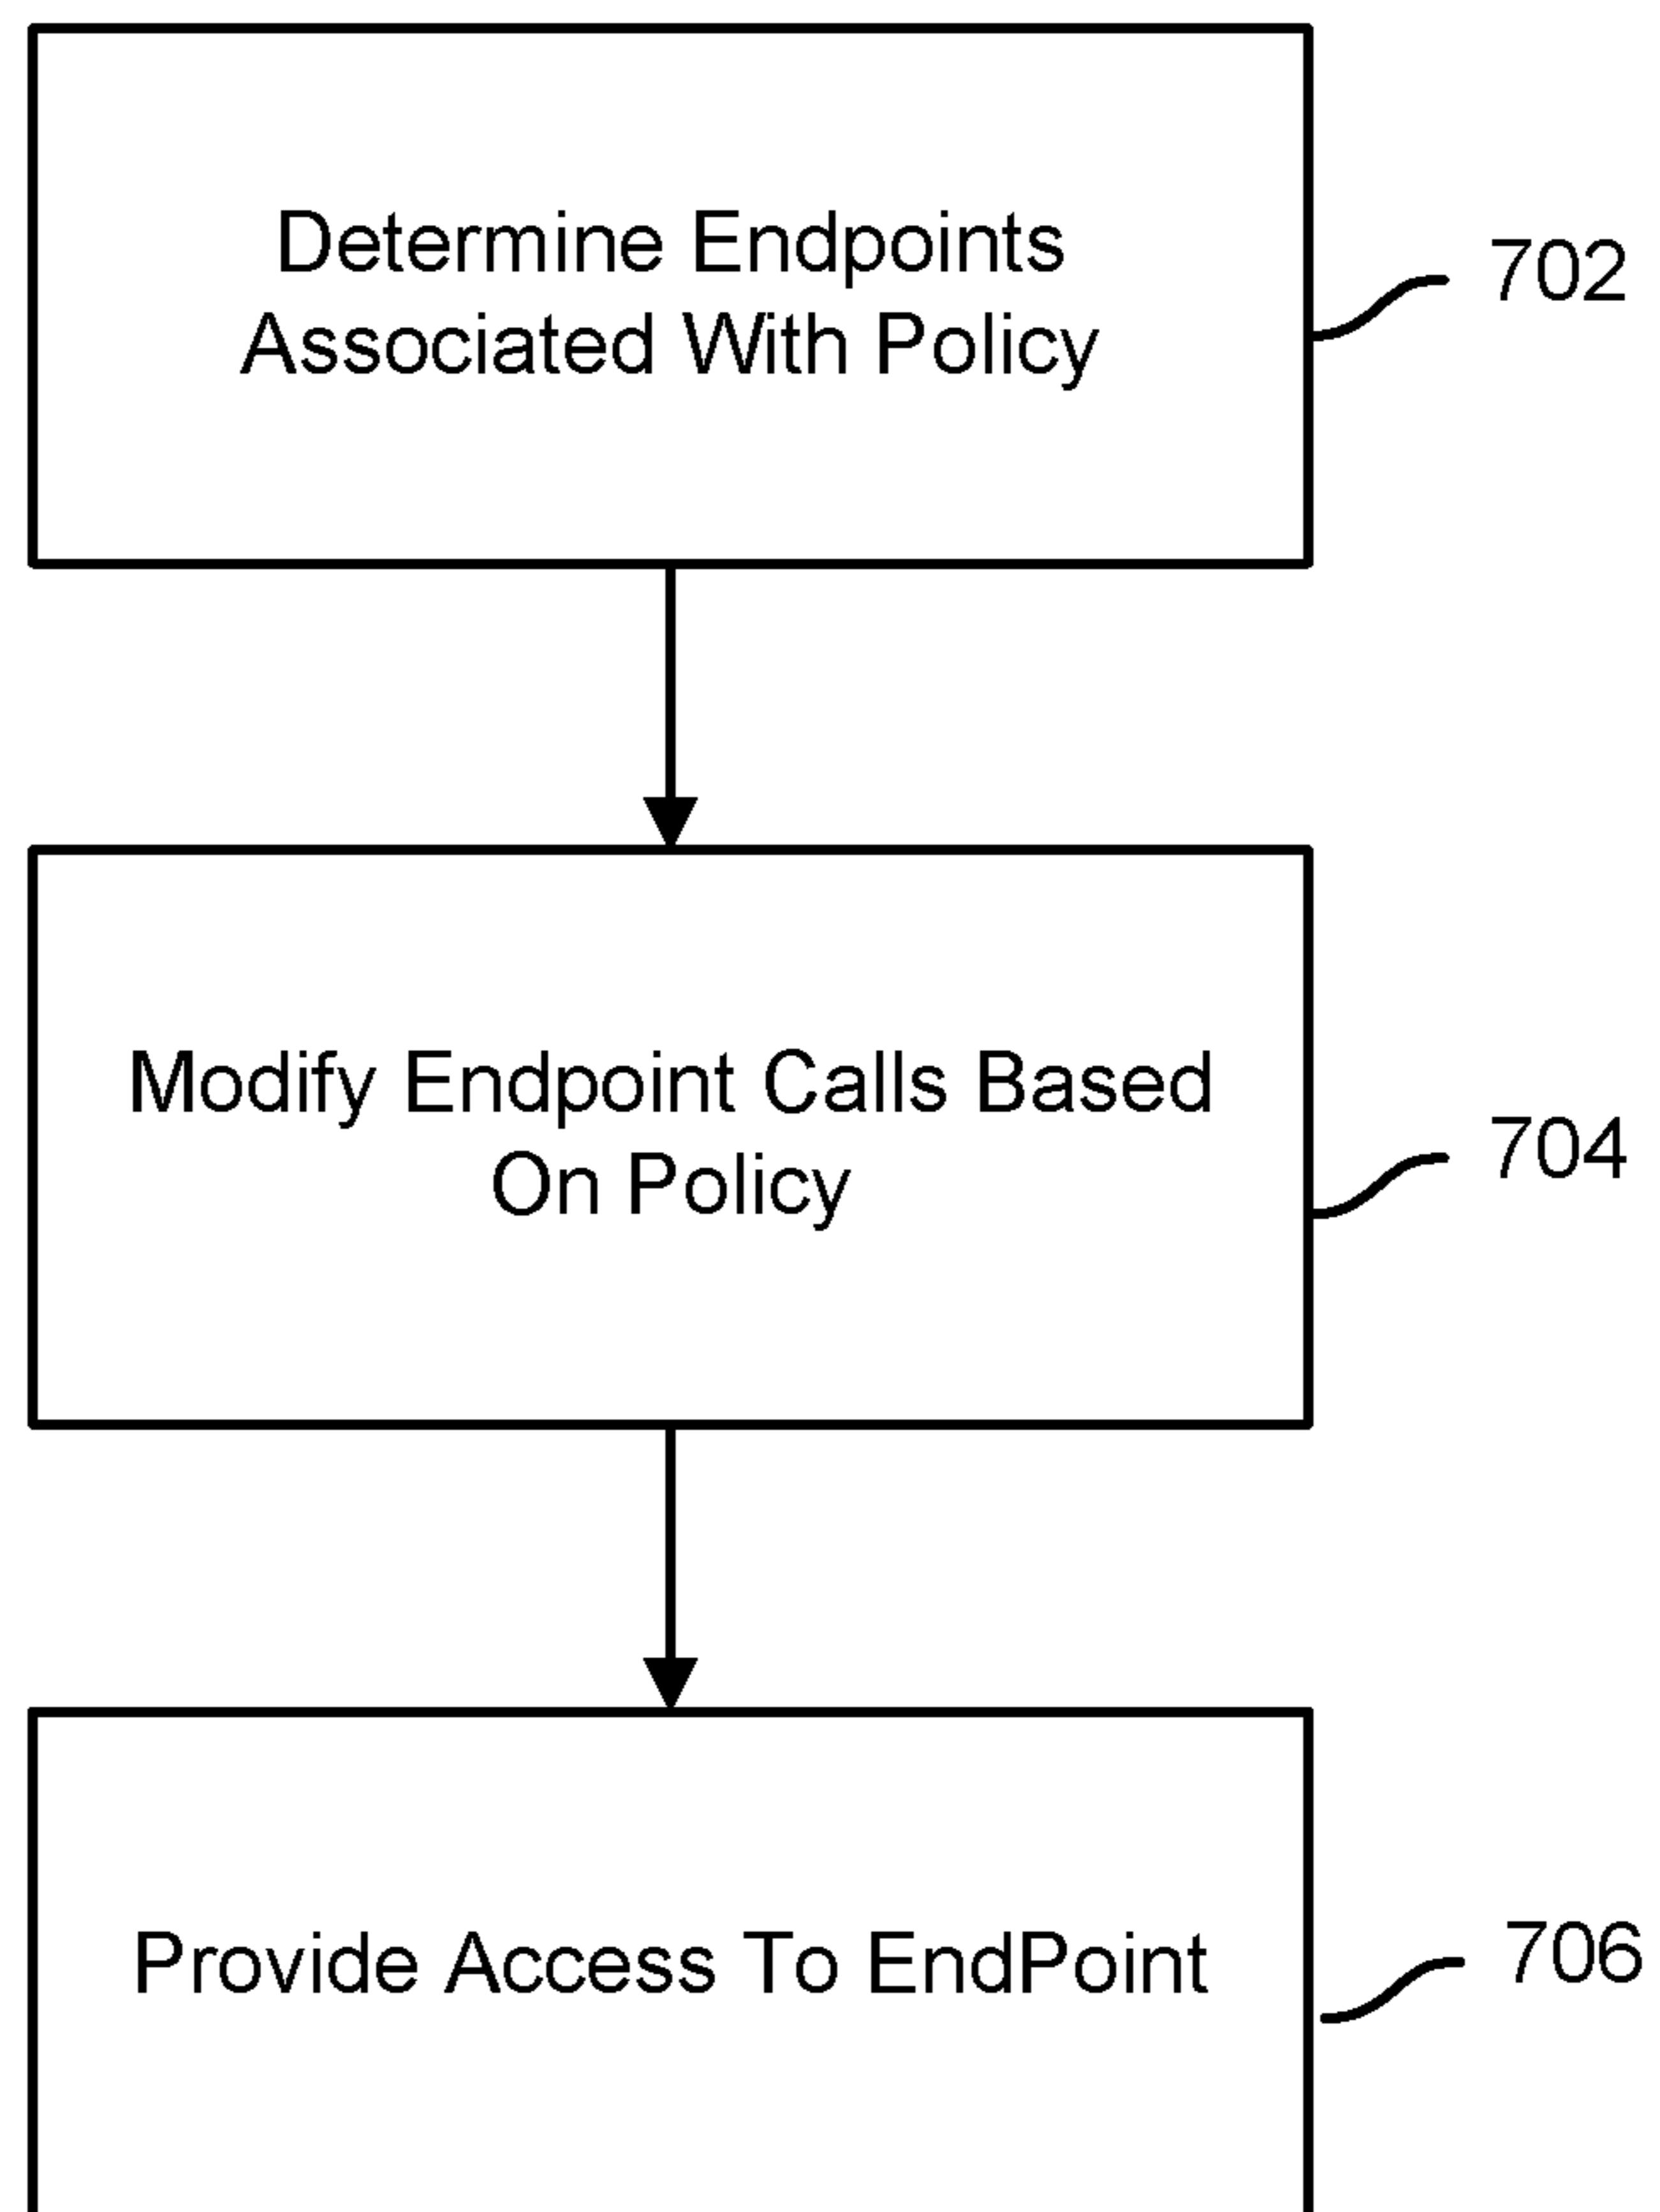 Determine Endpoints
Associated With Policy
702
Modify Endpoint Calls Based
On Policy
704
Provide Access To EndPoint
706